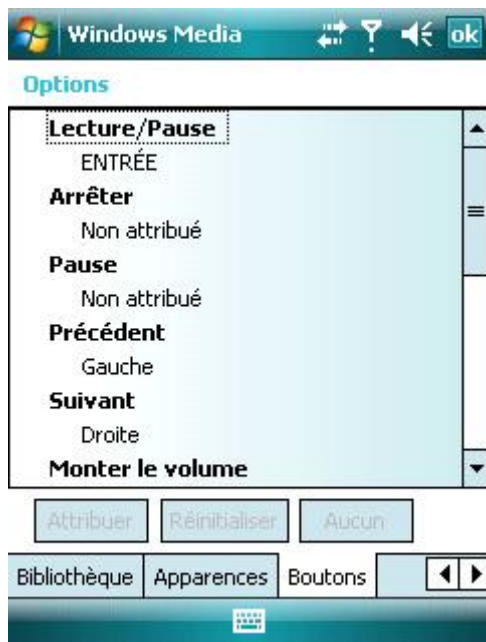 Windows Media
ok
Options
Lecture/Pause
ENTRÉE
Arrêter
Non attribué
Pause
Non attribué
Précédent
Gauche
Suivant
Droite
Monter le volume
Attribuer Réinitialiser Aucun
Bibliothèque Apparences Boutons